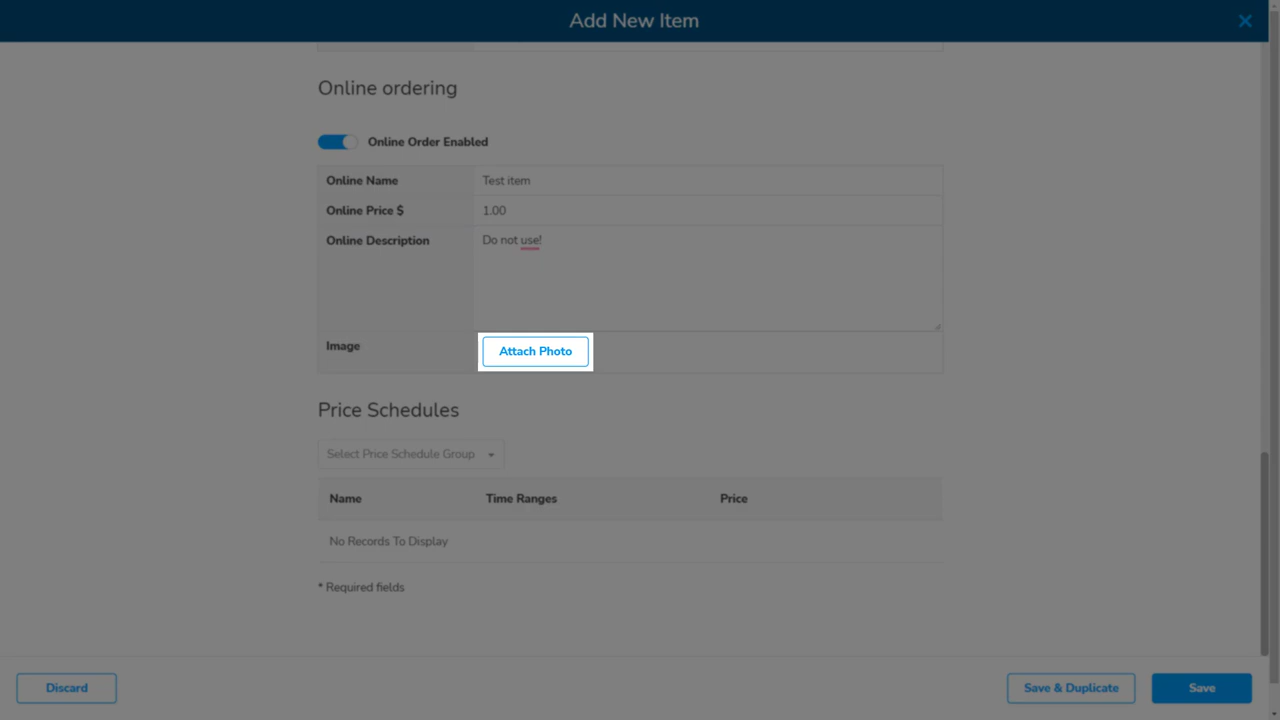 Add New Item
Online ordering
Online Order Enabled
Online Name Test item
Online Price $ 1.00
Online Description Do not use!
Image Attach Photo
Price Schedules
Select Price Schedule Group
Name Time Ranges Price
No Records To Display
* Required fields
Discard Save & Duplicate Save